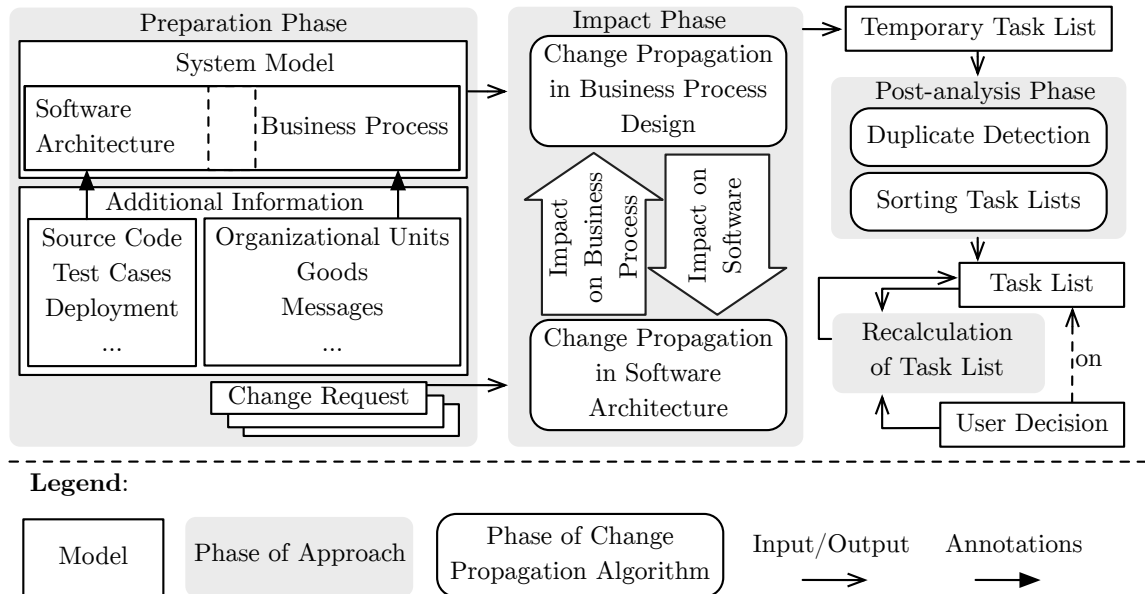 Preparation Phase
System Model
Software
Architecture
Business Process
Additional Information
Source Code
Test Cases
Deployment
...
Organizational Units
Goods
Messages
...
Change Request
Impact Phase
Change Propagation
in Business Process
Design
Impact
on Business
Process
Impact on
Software
Change Propagation
in Software
Architecture
Temporary Task List
Post-analysis Phase
Duplicate Detection
Sorting Task Lists
Task List
Recalculation
of Task List
on
User Decision
Legend:
Model
Phase of Approach
Phase of Change
Propagation Algorithm
Input/Output
Annotations